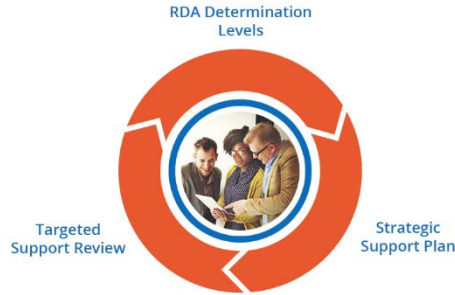 RDA Determination
Levels
Targeted
Support Review
Strategic
Support Plan